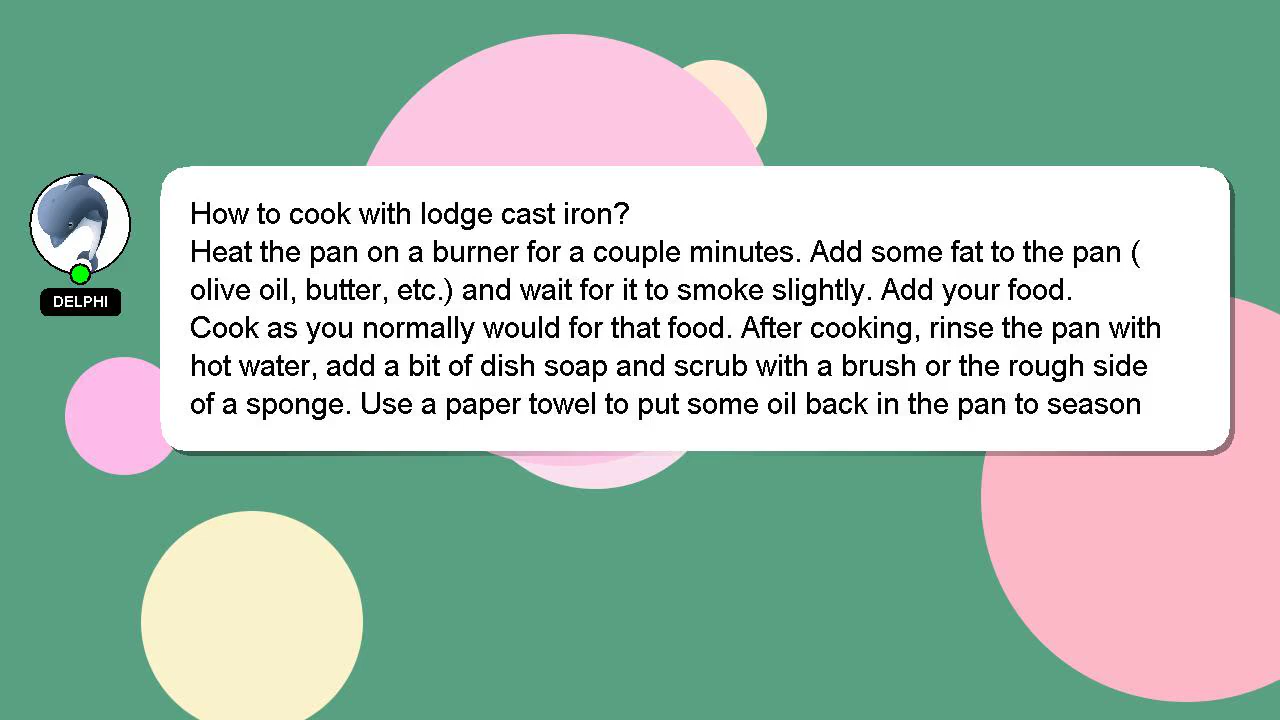 How to cook with lodge cast iron?
Heat the pan on a burner for a couple minutes. Add some fat to the pan (
olive oil, butter, etc.) and wait for it to smoke slightly. Add your food.
Cook as you normally would for that food. After cooking, rinse the pan with
hot water, add a bit of dish soap and scrub with a brush or the rough side
of a sponge. Use a paper towel to put some oil back in the pan to season
DELPHI